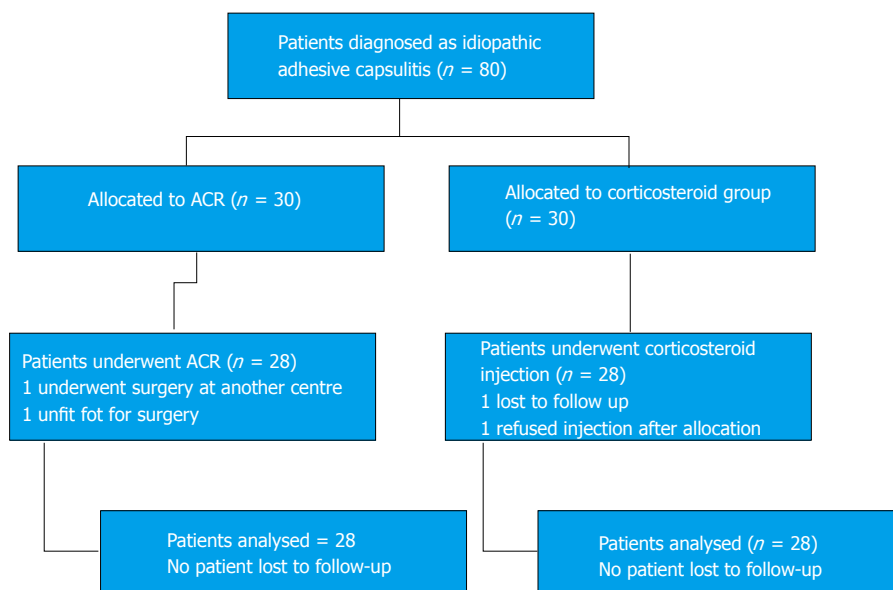 Patients diagnosed as idiopathic
adhesive capsulitis (n = 80)
Allocated to ACR (n = 30)
Allocated to corticosteroid group
(n = 30)
Patients underwent ACR (n = 28)
1 underwent surgery at another centre
1 unfit fot for surgery
Patients underwent corticosteroid
injection (n = 28)
1 lost to follow up
1 refused injection after allocation
Patients analysed = 28
No patient lost to follow-up
Patients analysed (n = 28)
No patient lost to follow-up